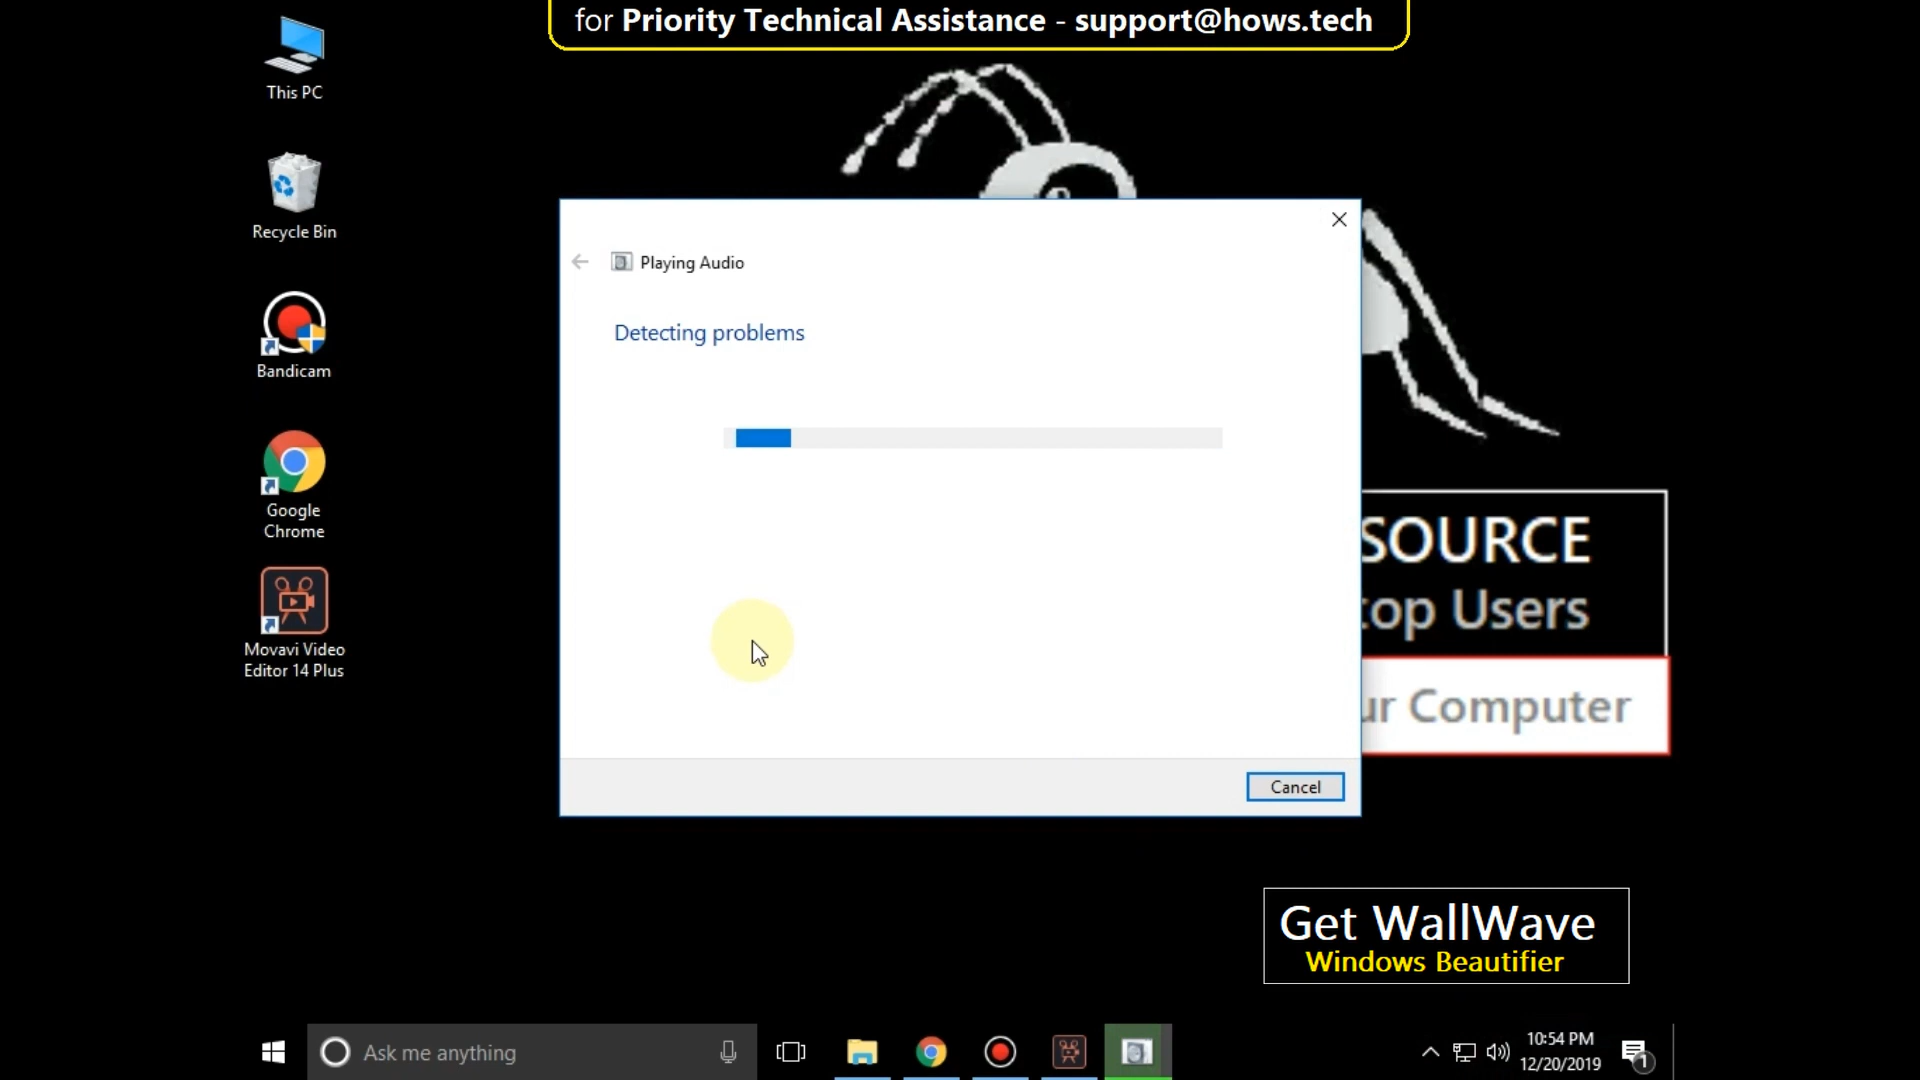 for Priority Technical Assistance - support@hows.tech
This PC
Recycle Bin
Bandicam
Google
Chrome
Movavi Video
Editor 14 Plus
Playing Audio
Detecting problems
Cancel
SOURCE
top Users
ur Computer
Get WallWave
Windows Beautifier
Ask me anything
10:54 PM
12/20/2019
1